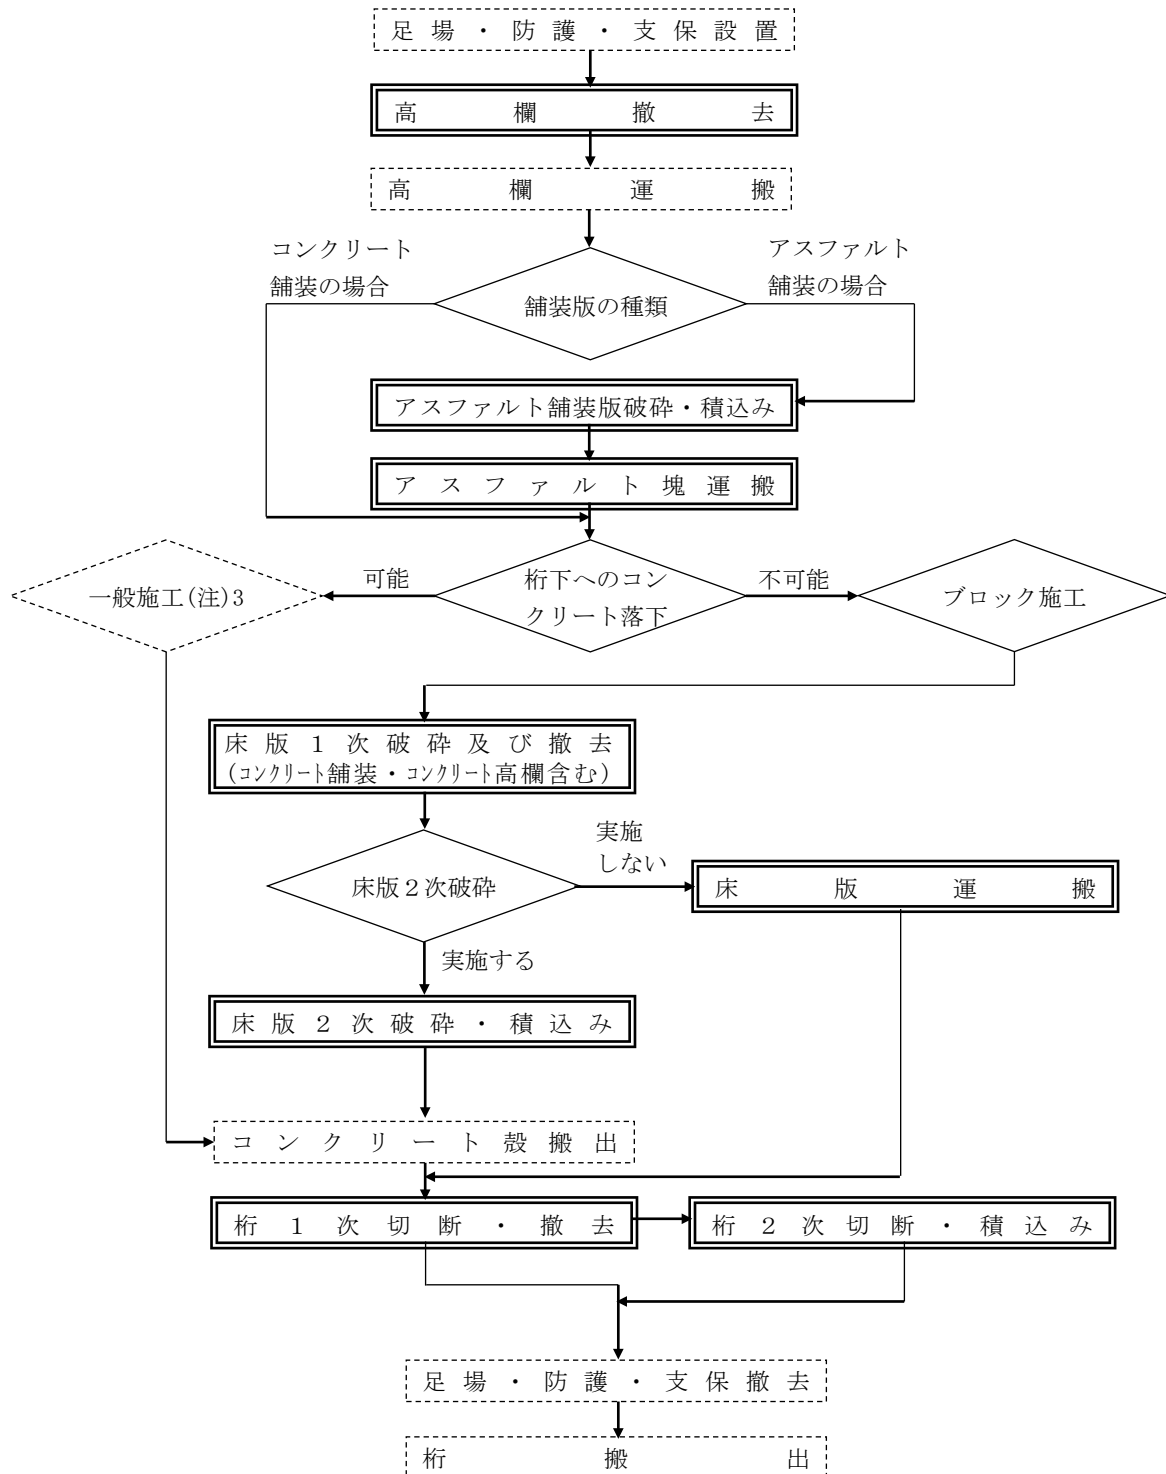 足場・防護・支保設置
高欄撤去
高欄運搬
コンクリート
舗装の場合
アスファルト
舗装の場合
舗装版の種類
アスファルト舗装版破砕・積込み
アスファルト塊運搬
一般施工(注)3
可能
桁下へのコン
クリート落下
不可能
ブロック施工
床版１次破砕及び撤去
(コンクリート舗装・コンクリート高欄含む)
実施
しない
床版２次破砕
床版運搬
実施する
床版２次破砕・積込み
コンクリート殻搬出
桁１次切断・撤去
桁２次切断・積込み
足場・防護・支保撤去
桁搬出